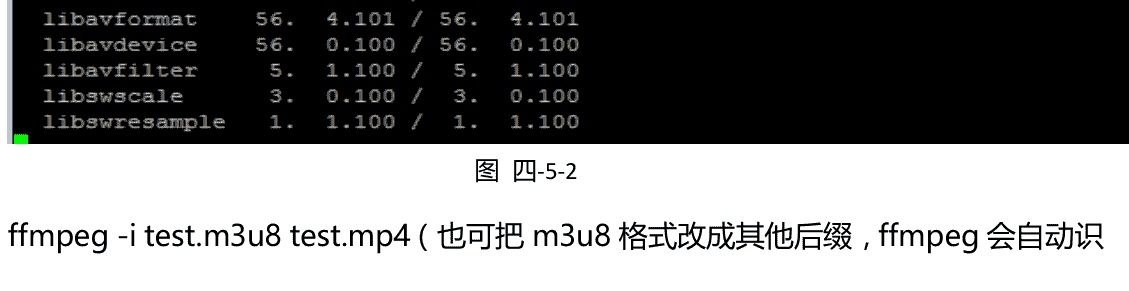 libavformat    56.  4.101 / 56.  4.101
libavdevice    56.  0.100 / 56.  0.100
libavfilter     5.  1.100 /  5.  1.100
libswscale      3.  0.100 /  3.  0.100
libswresample   1.  1.100 /  1.  1.100
图 四-5-2
ffmpeg -i test.m3u8 test.mp4（也可把 m3u8 格式改成其他后缀，ffmpeg 会自动识